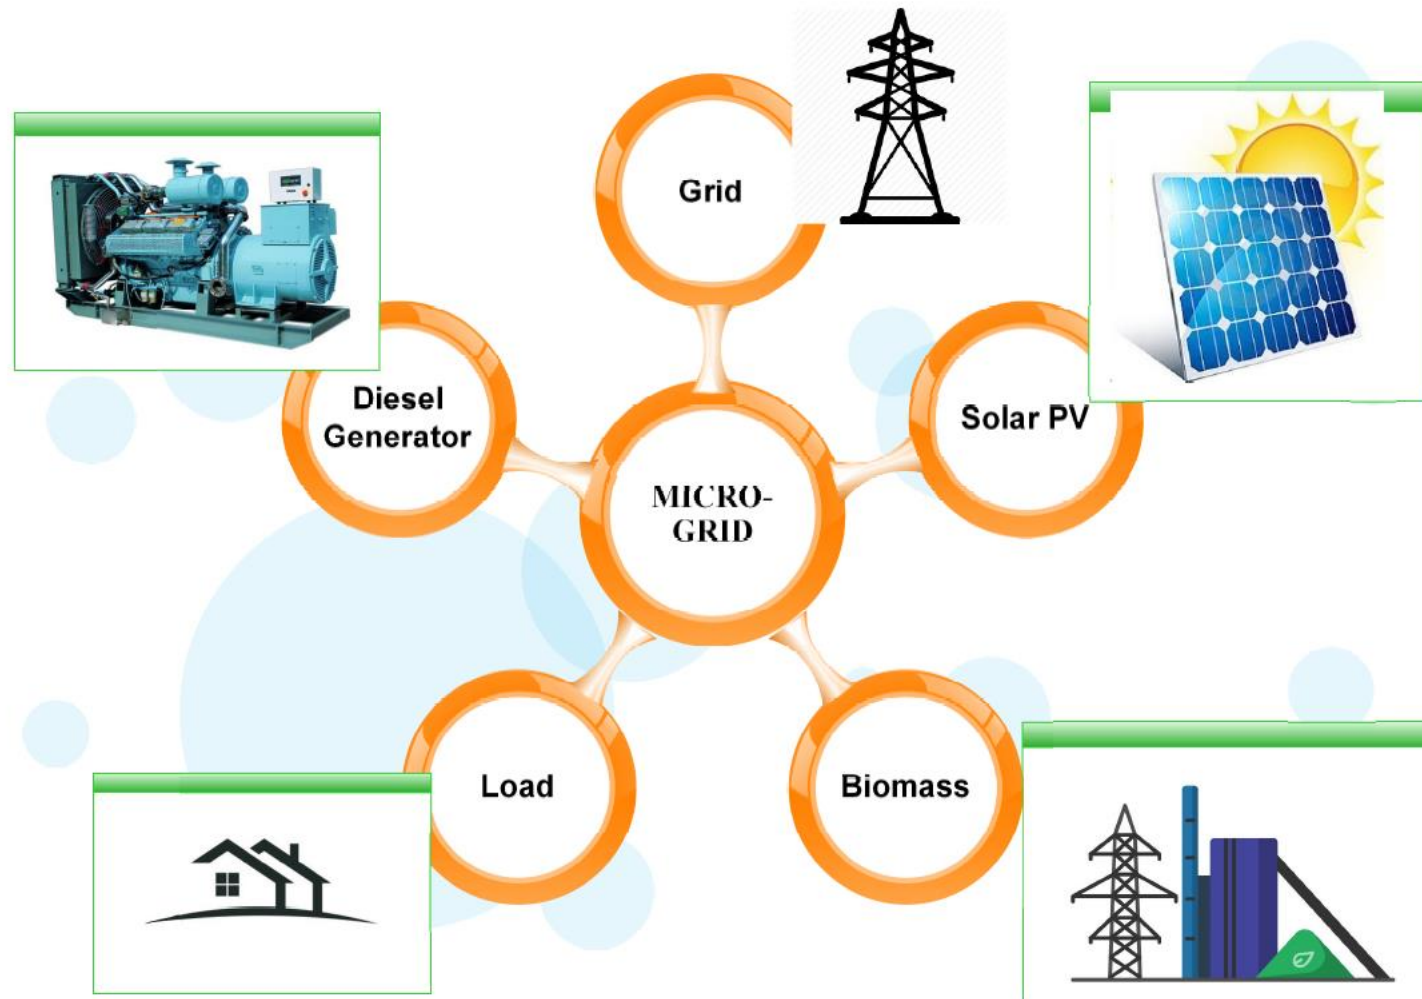 Grid
Diesel
Generator
Solar PV
MICRO-
GRID
Load
Biomass